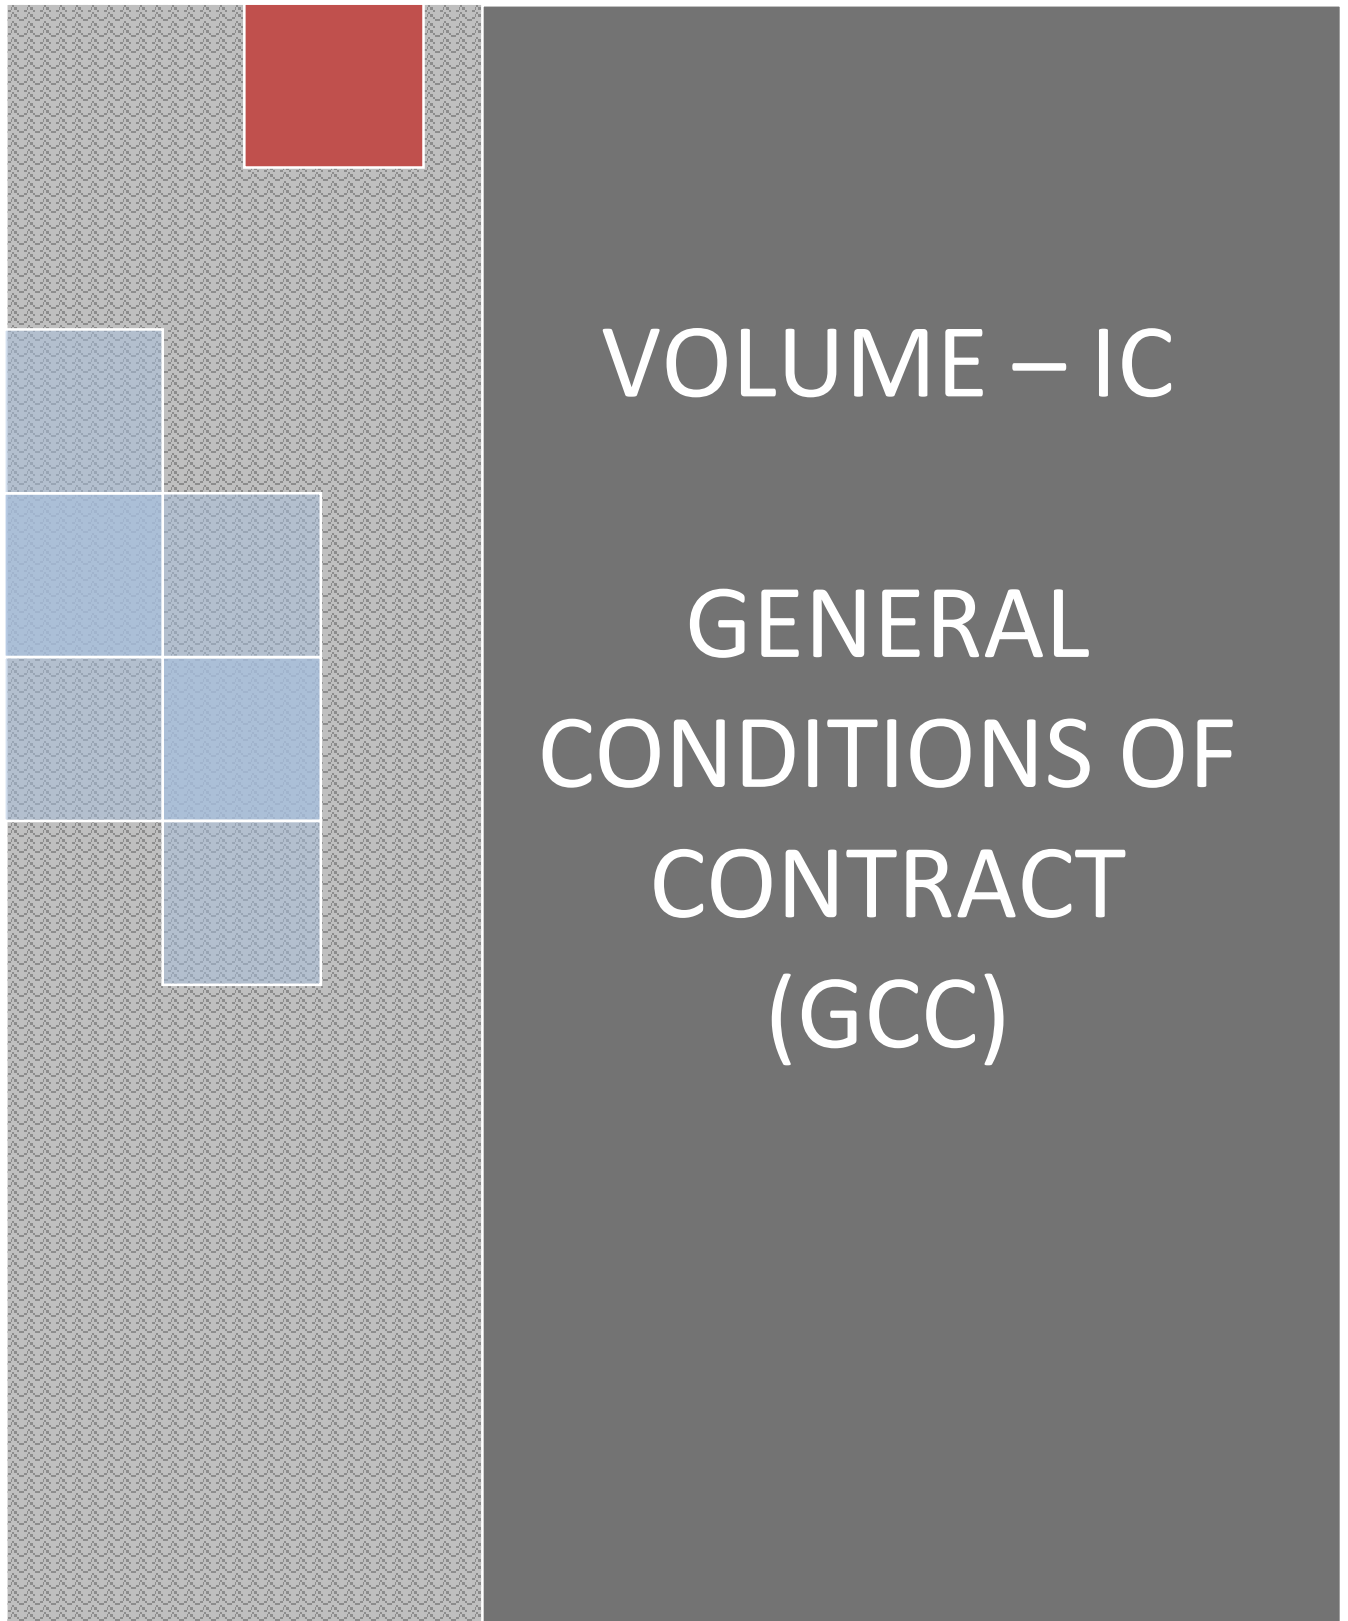 VOLUME – IC
GENERAL
CONDITIONS OF
CONTRACT
(GCC)